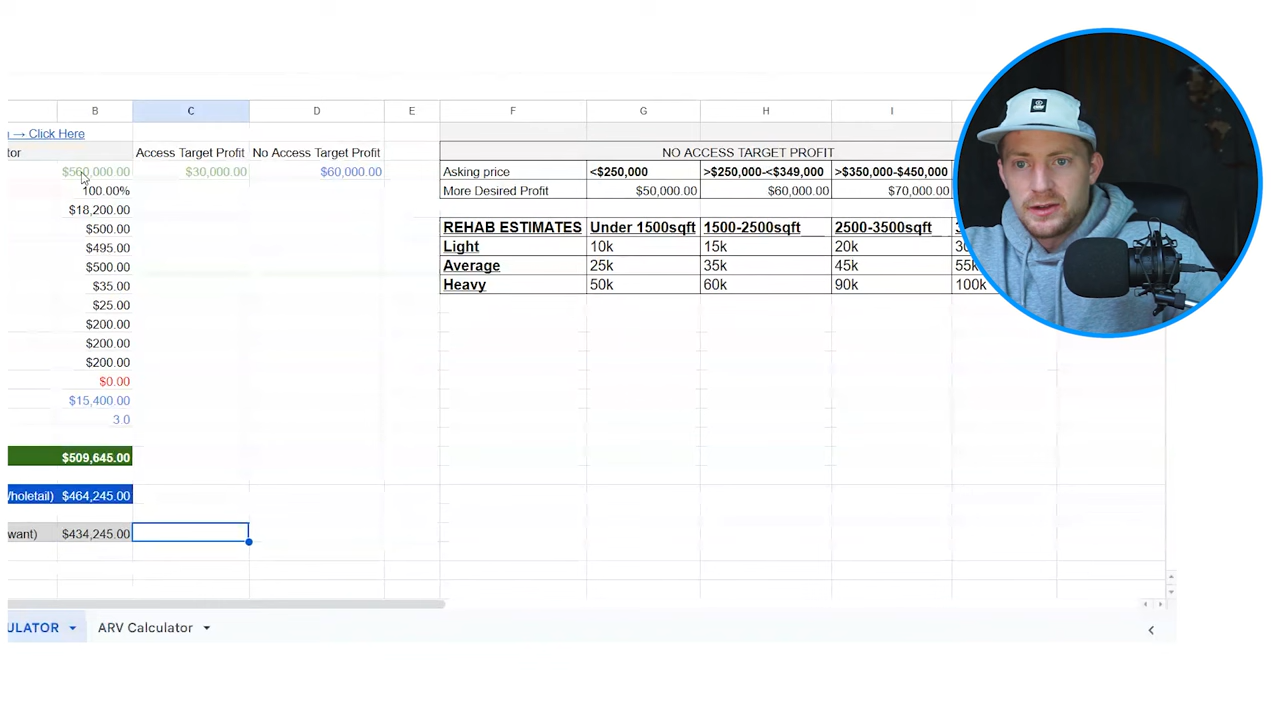 B C D E F G H I
→ Click Here
tor Access Target Profit No Access Target Profit NO ACCESS TARGET PROFIT
$560,000.00 $30,000.00 $60,000.00 Asking price <$250,000 >$250,000-<$349,000 >$350,000-$450,000
100.00% More Desired Profit $50,000.00 $60,000.00 $70,000.00
$18,200.00
$500.00 REHAB ESTIMATES Under 1500sqft 1500-2500sqft 2500-3500sqft
$495.00 Light 10k 15k 20k
$500.00 Average 25k 35k 45k 55k
$35.00 Heavy 50k 60k 90k 100k
$25.00
$200.00
$200.00
$200.00
$0.00
$15,400.00
3.0
$509,645.00
/holetail) $464,245.00
want) $434,245.00
ULATOR ARV Calculator